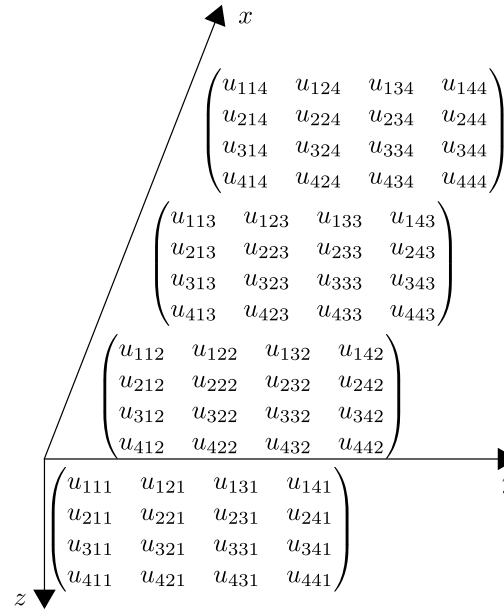 x
u₁₁₄ u₁₂₄ u₁₃₄ u₁₄₄
u₂₁₄ u₂₂₄ u₂₃₄ u₂₄₄
u₃₁₄ u₃₂₄ u₃₃₄ u₃₄₄
u₄₁₄ u₄₂₄ u₄₃₄ u₄₄₄
u₁₁₃ u₁₂₃ u₁₃₃ u₁₄₃
u₂₁₃ u₂₂₃ u₂₃₃ u₂₄₃
u₃₁₃ u₃₂₃ u₃₃₃ u₃₄₃
u₄₁₃ u₄₂₃ u₄₃₃ u₄₄₃
u₁₁₂ u₁₂₂ u₁₃₂ u₁₄₂
u₂₁₂ u₂₂₂ u₂₃₂ u₂₄₂
u₃₁₂ u₃₂₂ u₃₃₂ u₃₄₂
u₄₁₂ u₄₂₂ u₄₃₂ u₄₄₂
u₁₁₁ u₁₂₁ u₁₃₁ u₁₄₁
u₂₁₁ u₂₂₁ u₂₃₁ u₂₄₁
u₃₁₁ u₃₂₁ u₃₃₁ u₃₄₁
u₄₁₁ u₄₂₁ u₄₃₁ u₄₄₁
z